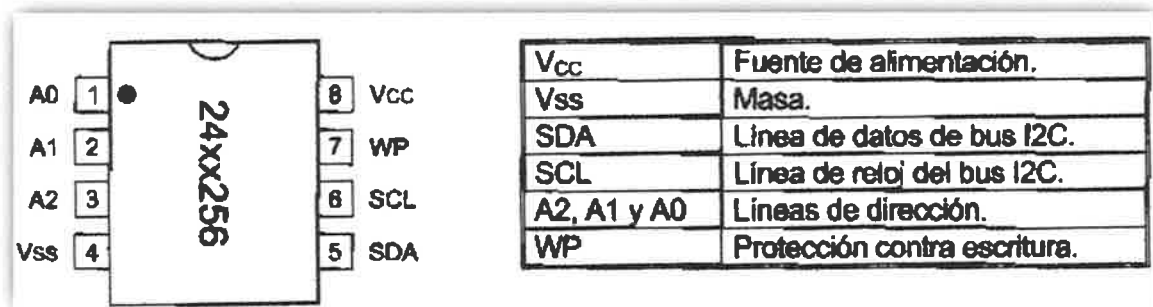 A0 1
A1 2
A2 3
Vss 4
24xx256
8 Vcc
7 WP
6 SCL
5 SDA
Vcc Fuente de alimentación.
Vss Masa.
SDA Línea de datos de bus I2C.
SCL Línea de reloj del bus I2C.
A2, A1 y A0 Líneas de dirección.
WP Protección contra escritura.